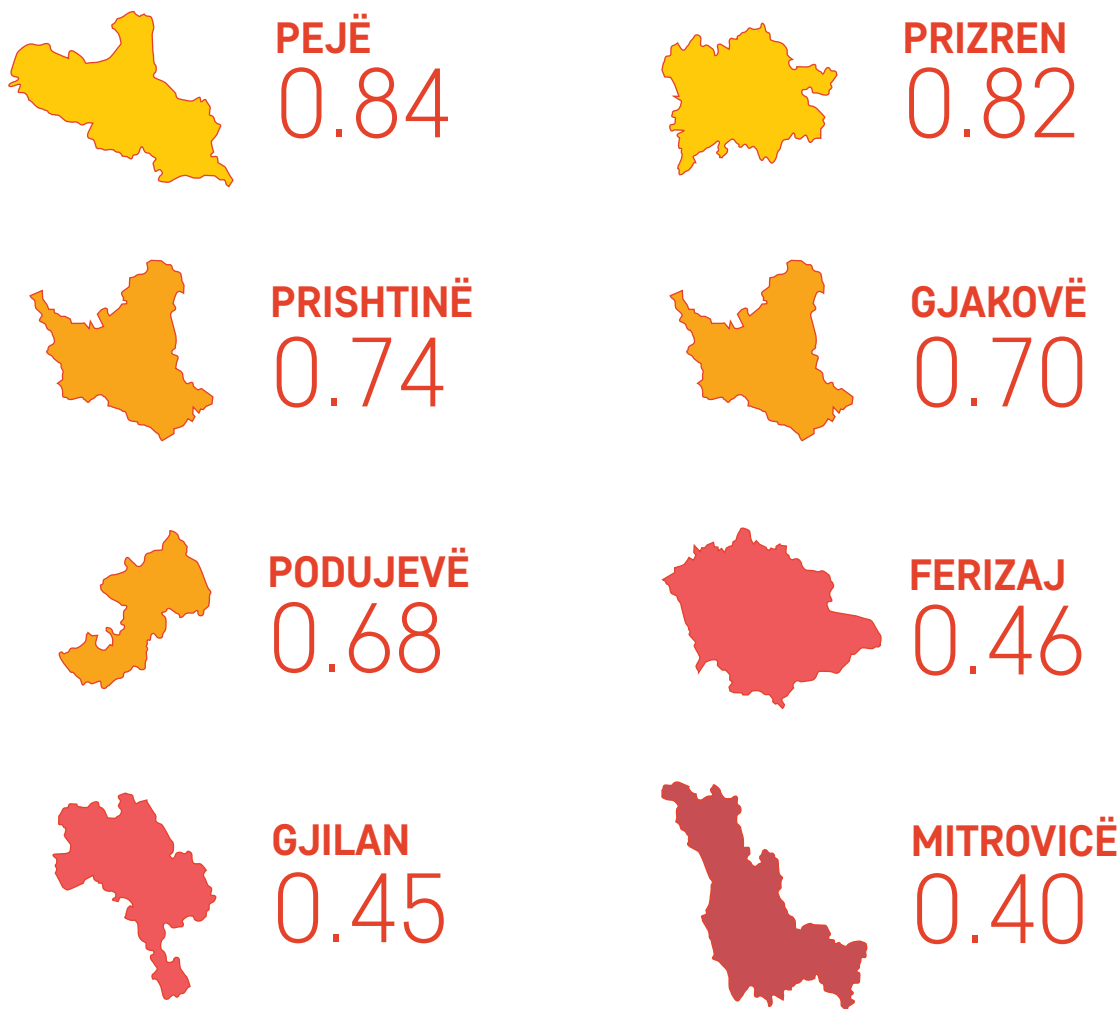 PEJË
0.84
PRIZREN
0.82
PRISHTINË
0.74
GJAKOVË
0.70
PODUJEVË
0.68
FERIZAJ
0.46
GJILAN
0.45
MITROVICË
0.40